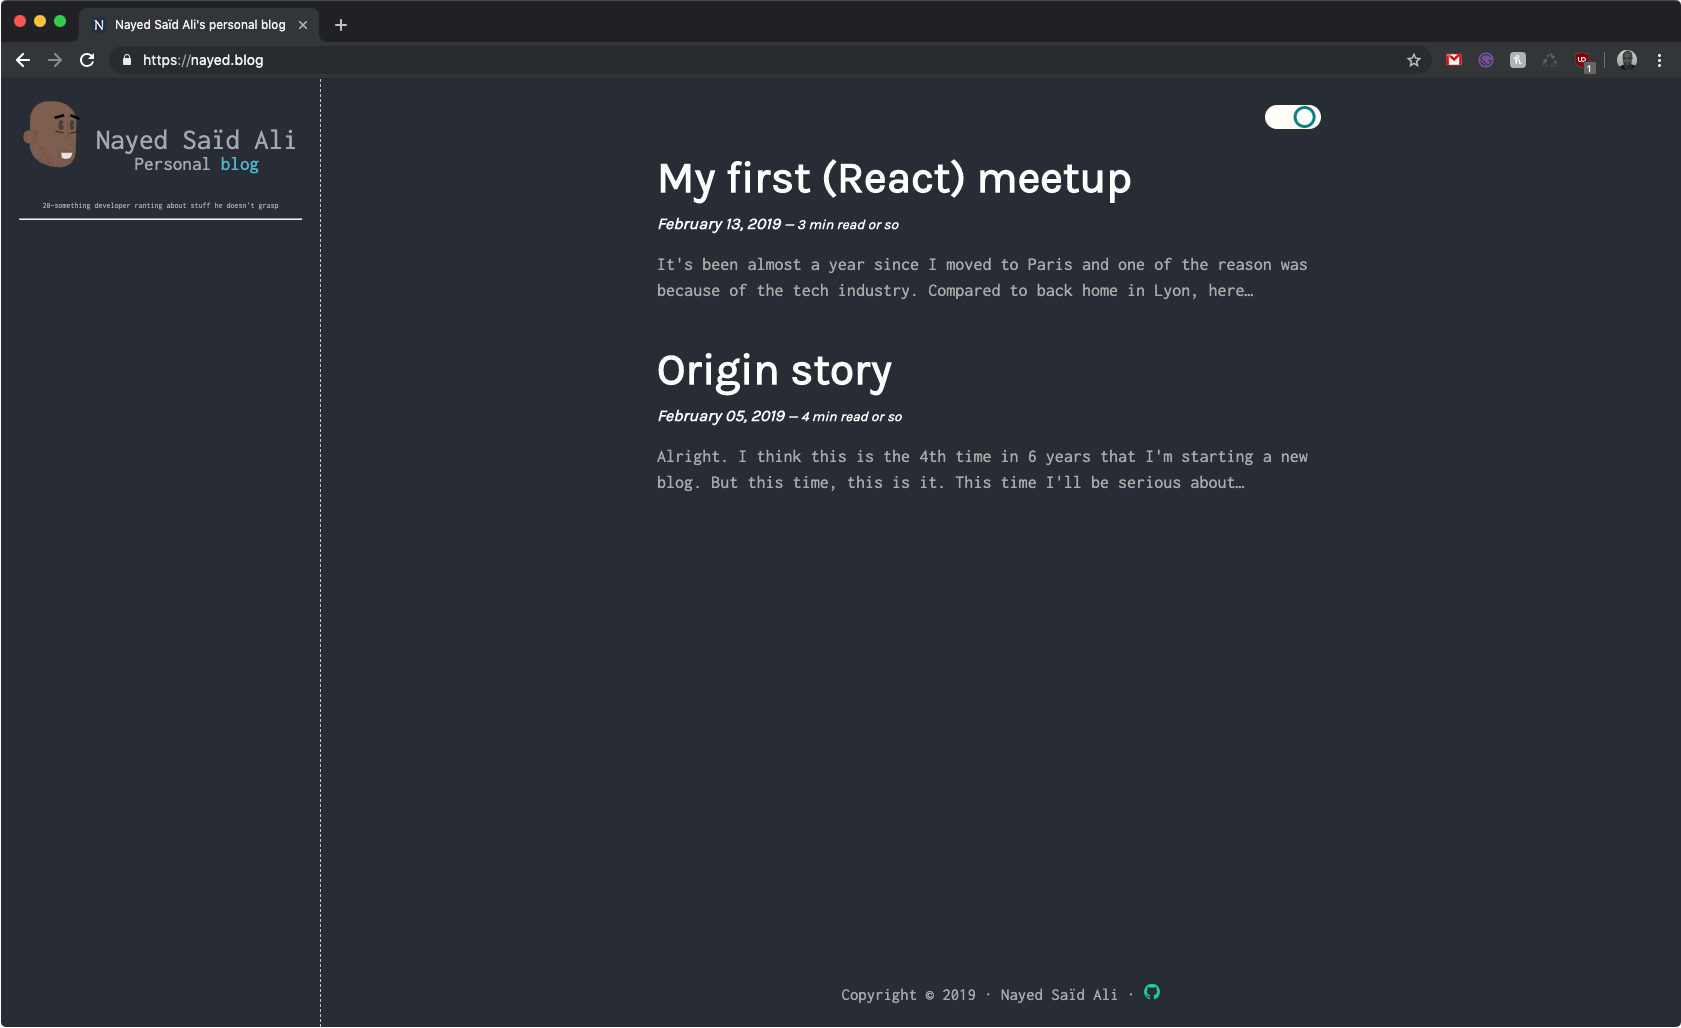 N Nayed Saïd Ali's personal blog
https://nayed.blog
1
Nayed Saïd Ali
Personal blog
20-something developer ranting about stuff he doesn't grasp
My first (React) meetup
February 13, 2019 — 3 min read or so
It's been almost a year since I moved to Paris and one of the reason was
because of the tech industry. Compared to back home in Lyon, here…
Origin story
February 05, 2019 — 4 min read or so
Alright. I think this is the 4th time in 6 years that I'm starting a new
blog. But this time, this is it. This time I'll be serious about…
Copyright © 2019 · Nayed Saïd Ali ·